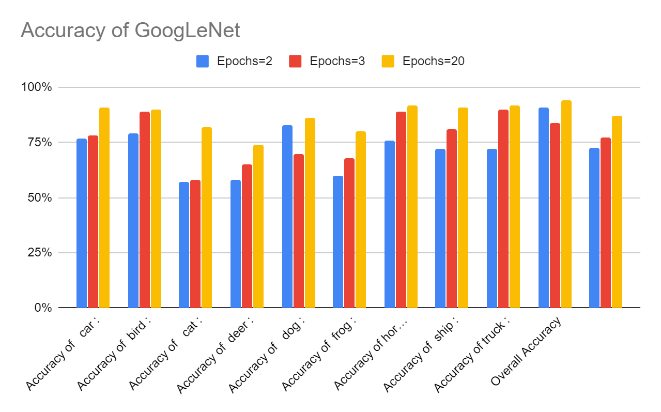 Accuracy of GoogLeNet
Epochs=2 Epochs=3 Epochs=20
100%
75%
50%
25%
0%
Accuracy of car :
Accuracy of bird :
Accuracy of cat :
Accuracy of deer :
Accuracy of dog :
Accuracy of frog :
Accuracy of hor…
Accuracy of ship :
Accuracy of truck :
Overall Accuracy